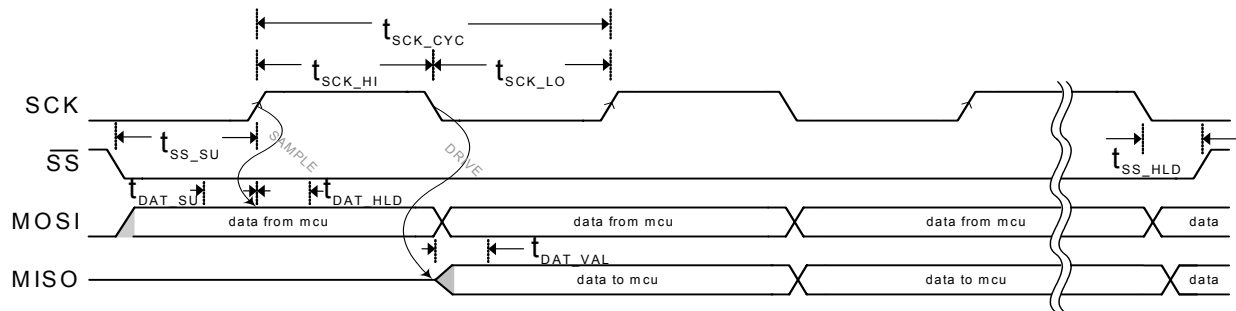 tSCK_CYC
tSCK_HI tSCK_LO
SCK
tSS_SU SAMPLE DRIVE tSS_HLD
SS
tDAT_SU tDAT_HLD
MOSI data from mcu data from mcu data from mcu data
tDAT_VAL
MISO data to mcu data to mcu data